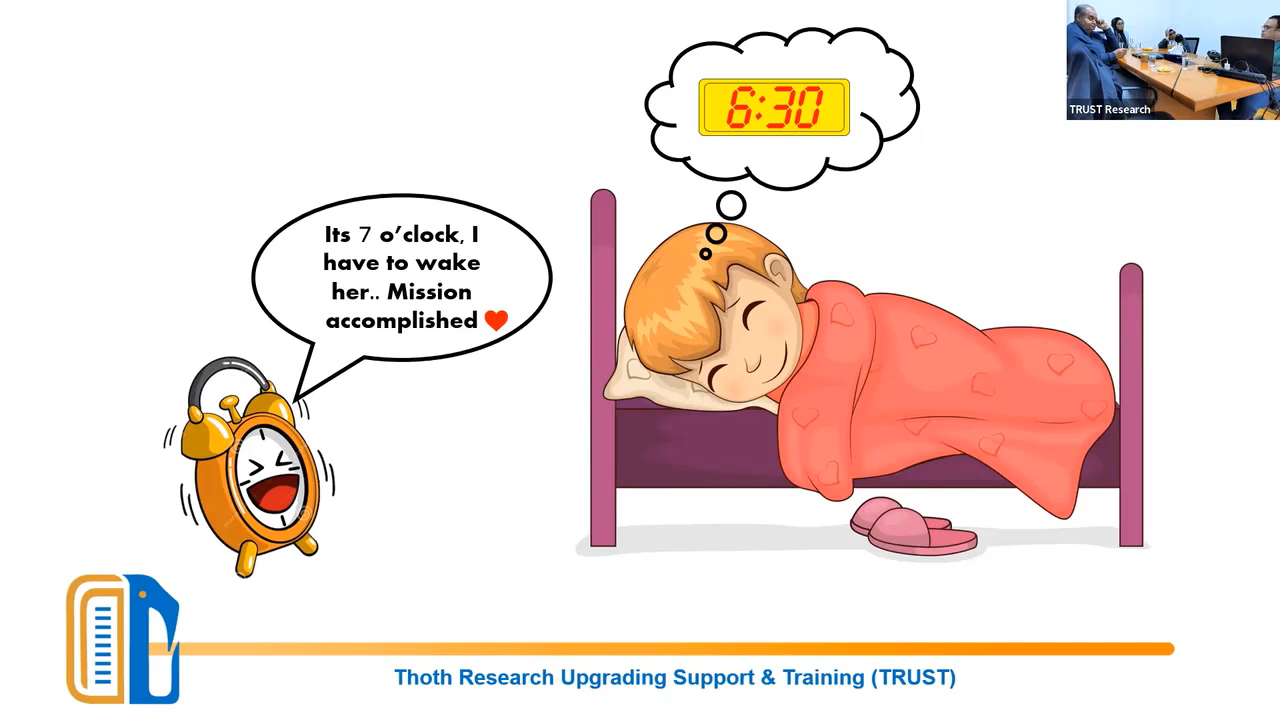 6:30
TRUST Research
Its 7 o’clock, I
have to wake
her.. Mission
accomplished ❤
Thoth Research Upgrading Support & Training (TRUST)